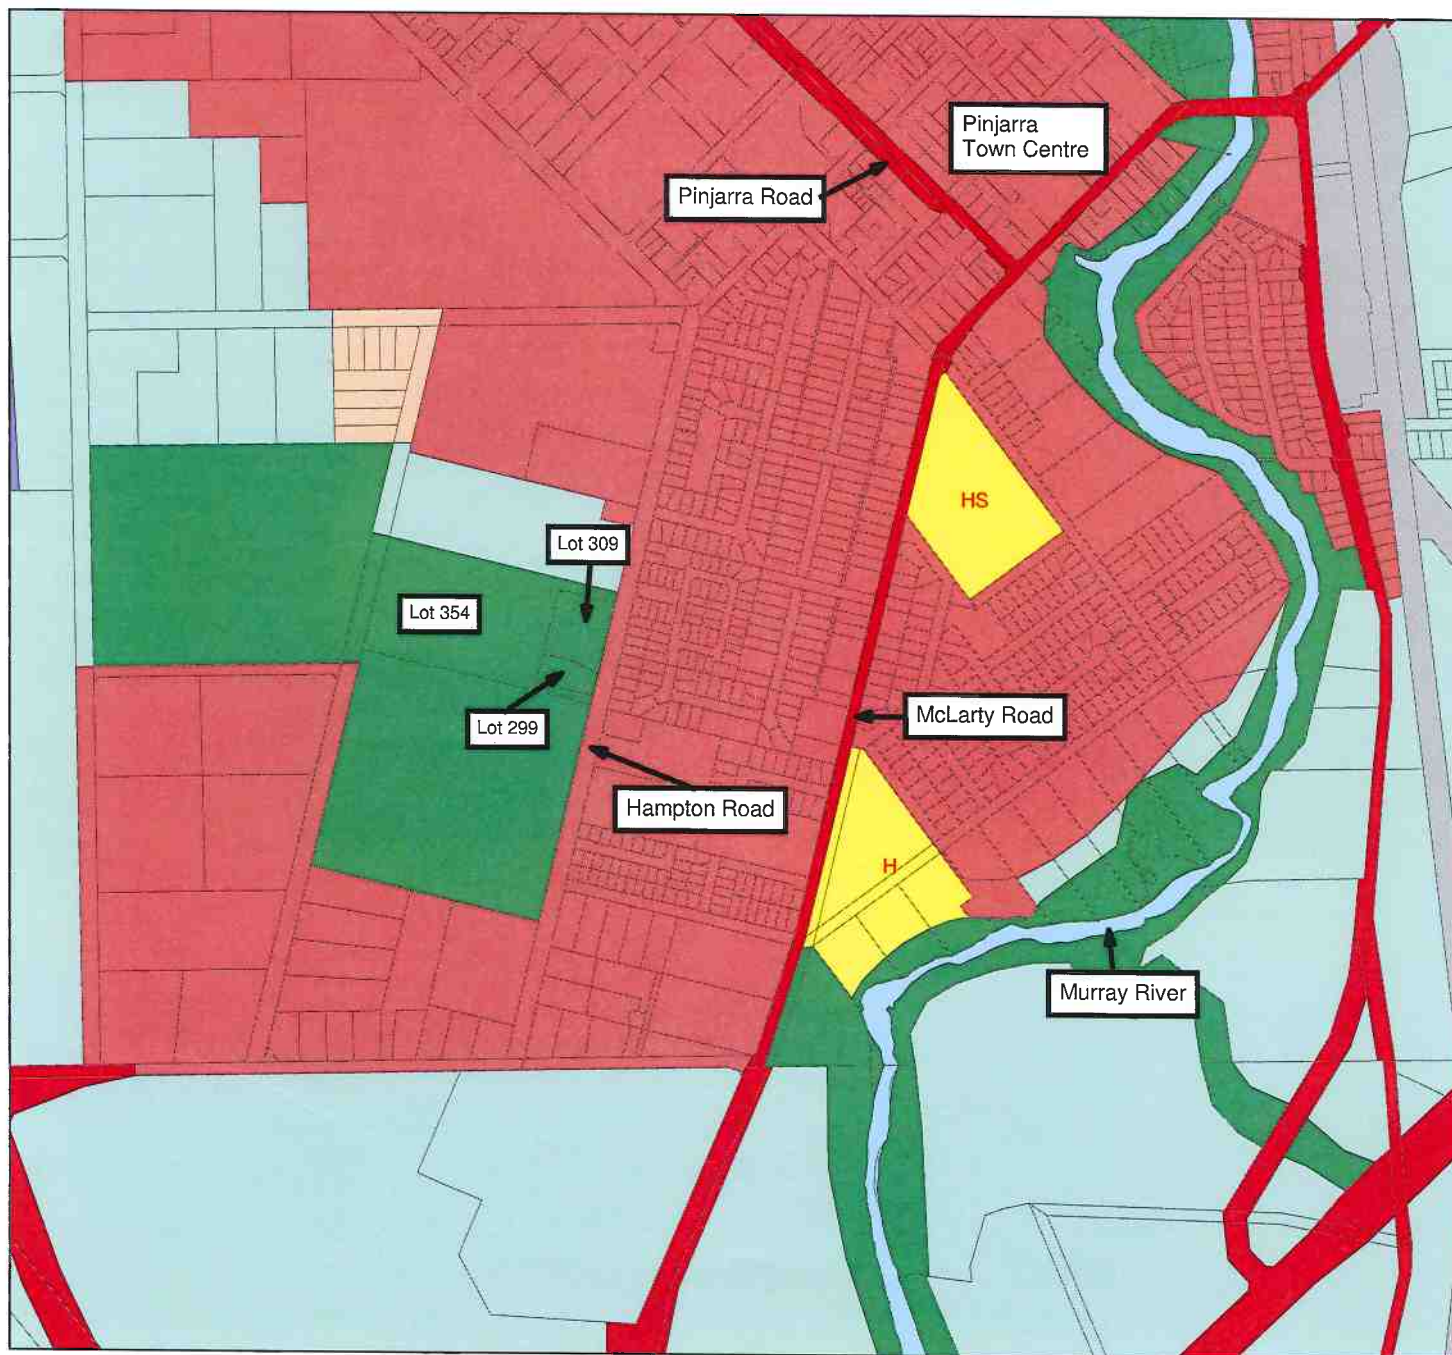 Pinjarra
Town Centre
Pinjarra Road
HS
Lot 309
Lot 354
Lot 299
McLarty Road
Hampton Road
H
Murray River